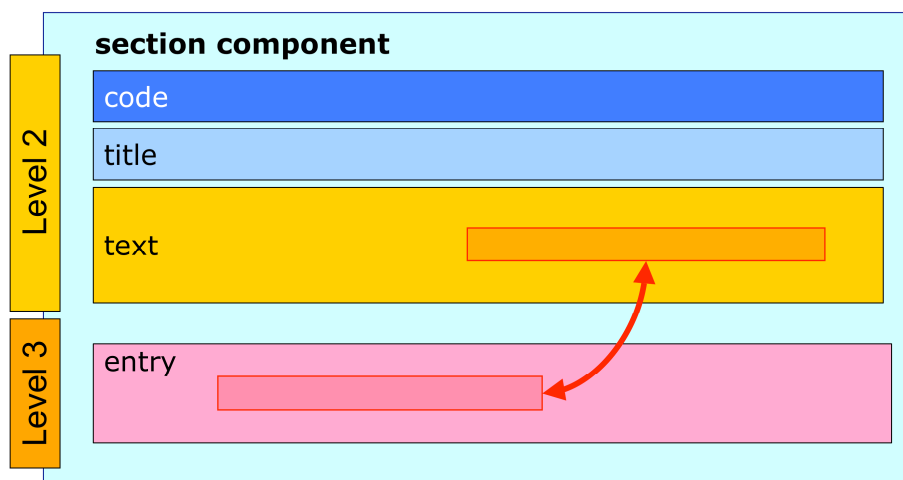 section component
code
title
Level 2
text
entry
Level 3